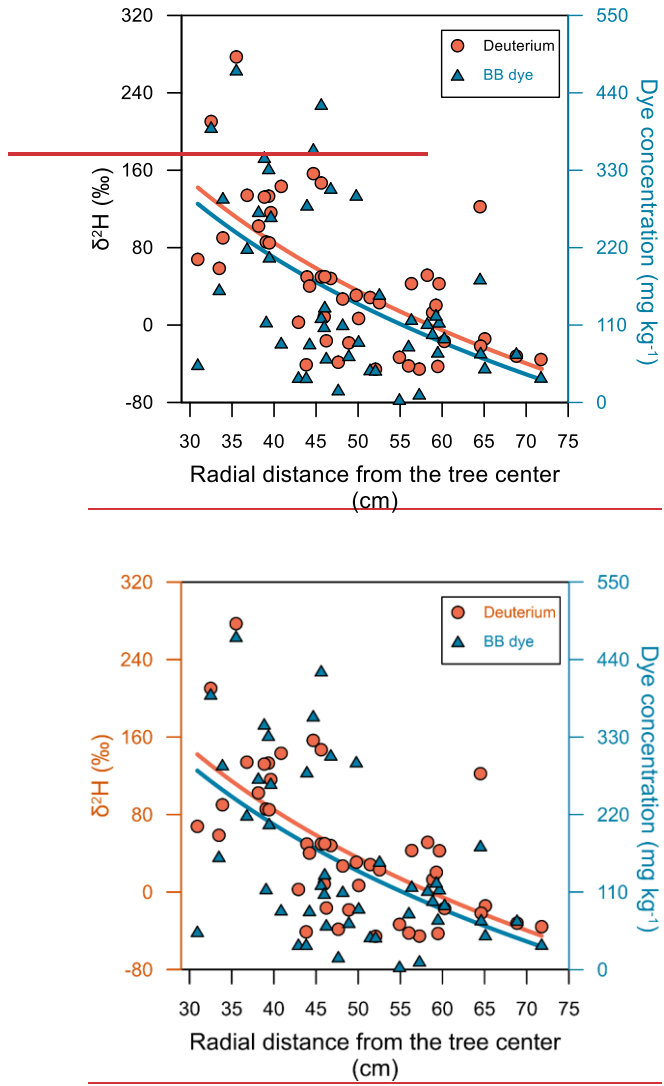 320
550
Deuterium
BB dye
240
440
160
330
80
220
0
110
-80
0
δ²H (‰)
Dye concentration (mg kg⁻¹)
30 35 40 45 50 55 60 65 70 75
Radial distance from the tree center
(cm)
320
550
Deuterium
BB dye
240
440
160
330
80
220
0
110
-80
0
δ²H (‰)
Dye concentration (mg kg⁻¹)
30 35 40 45 50 55 60 65 70 75
Radial distance from the tree center
(cm)